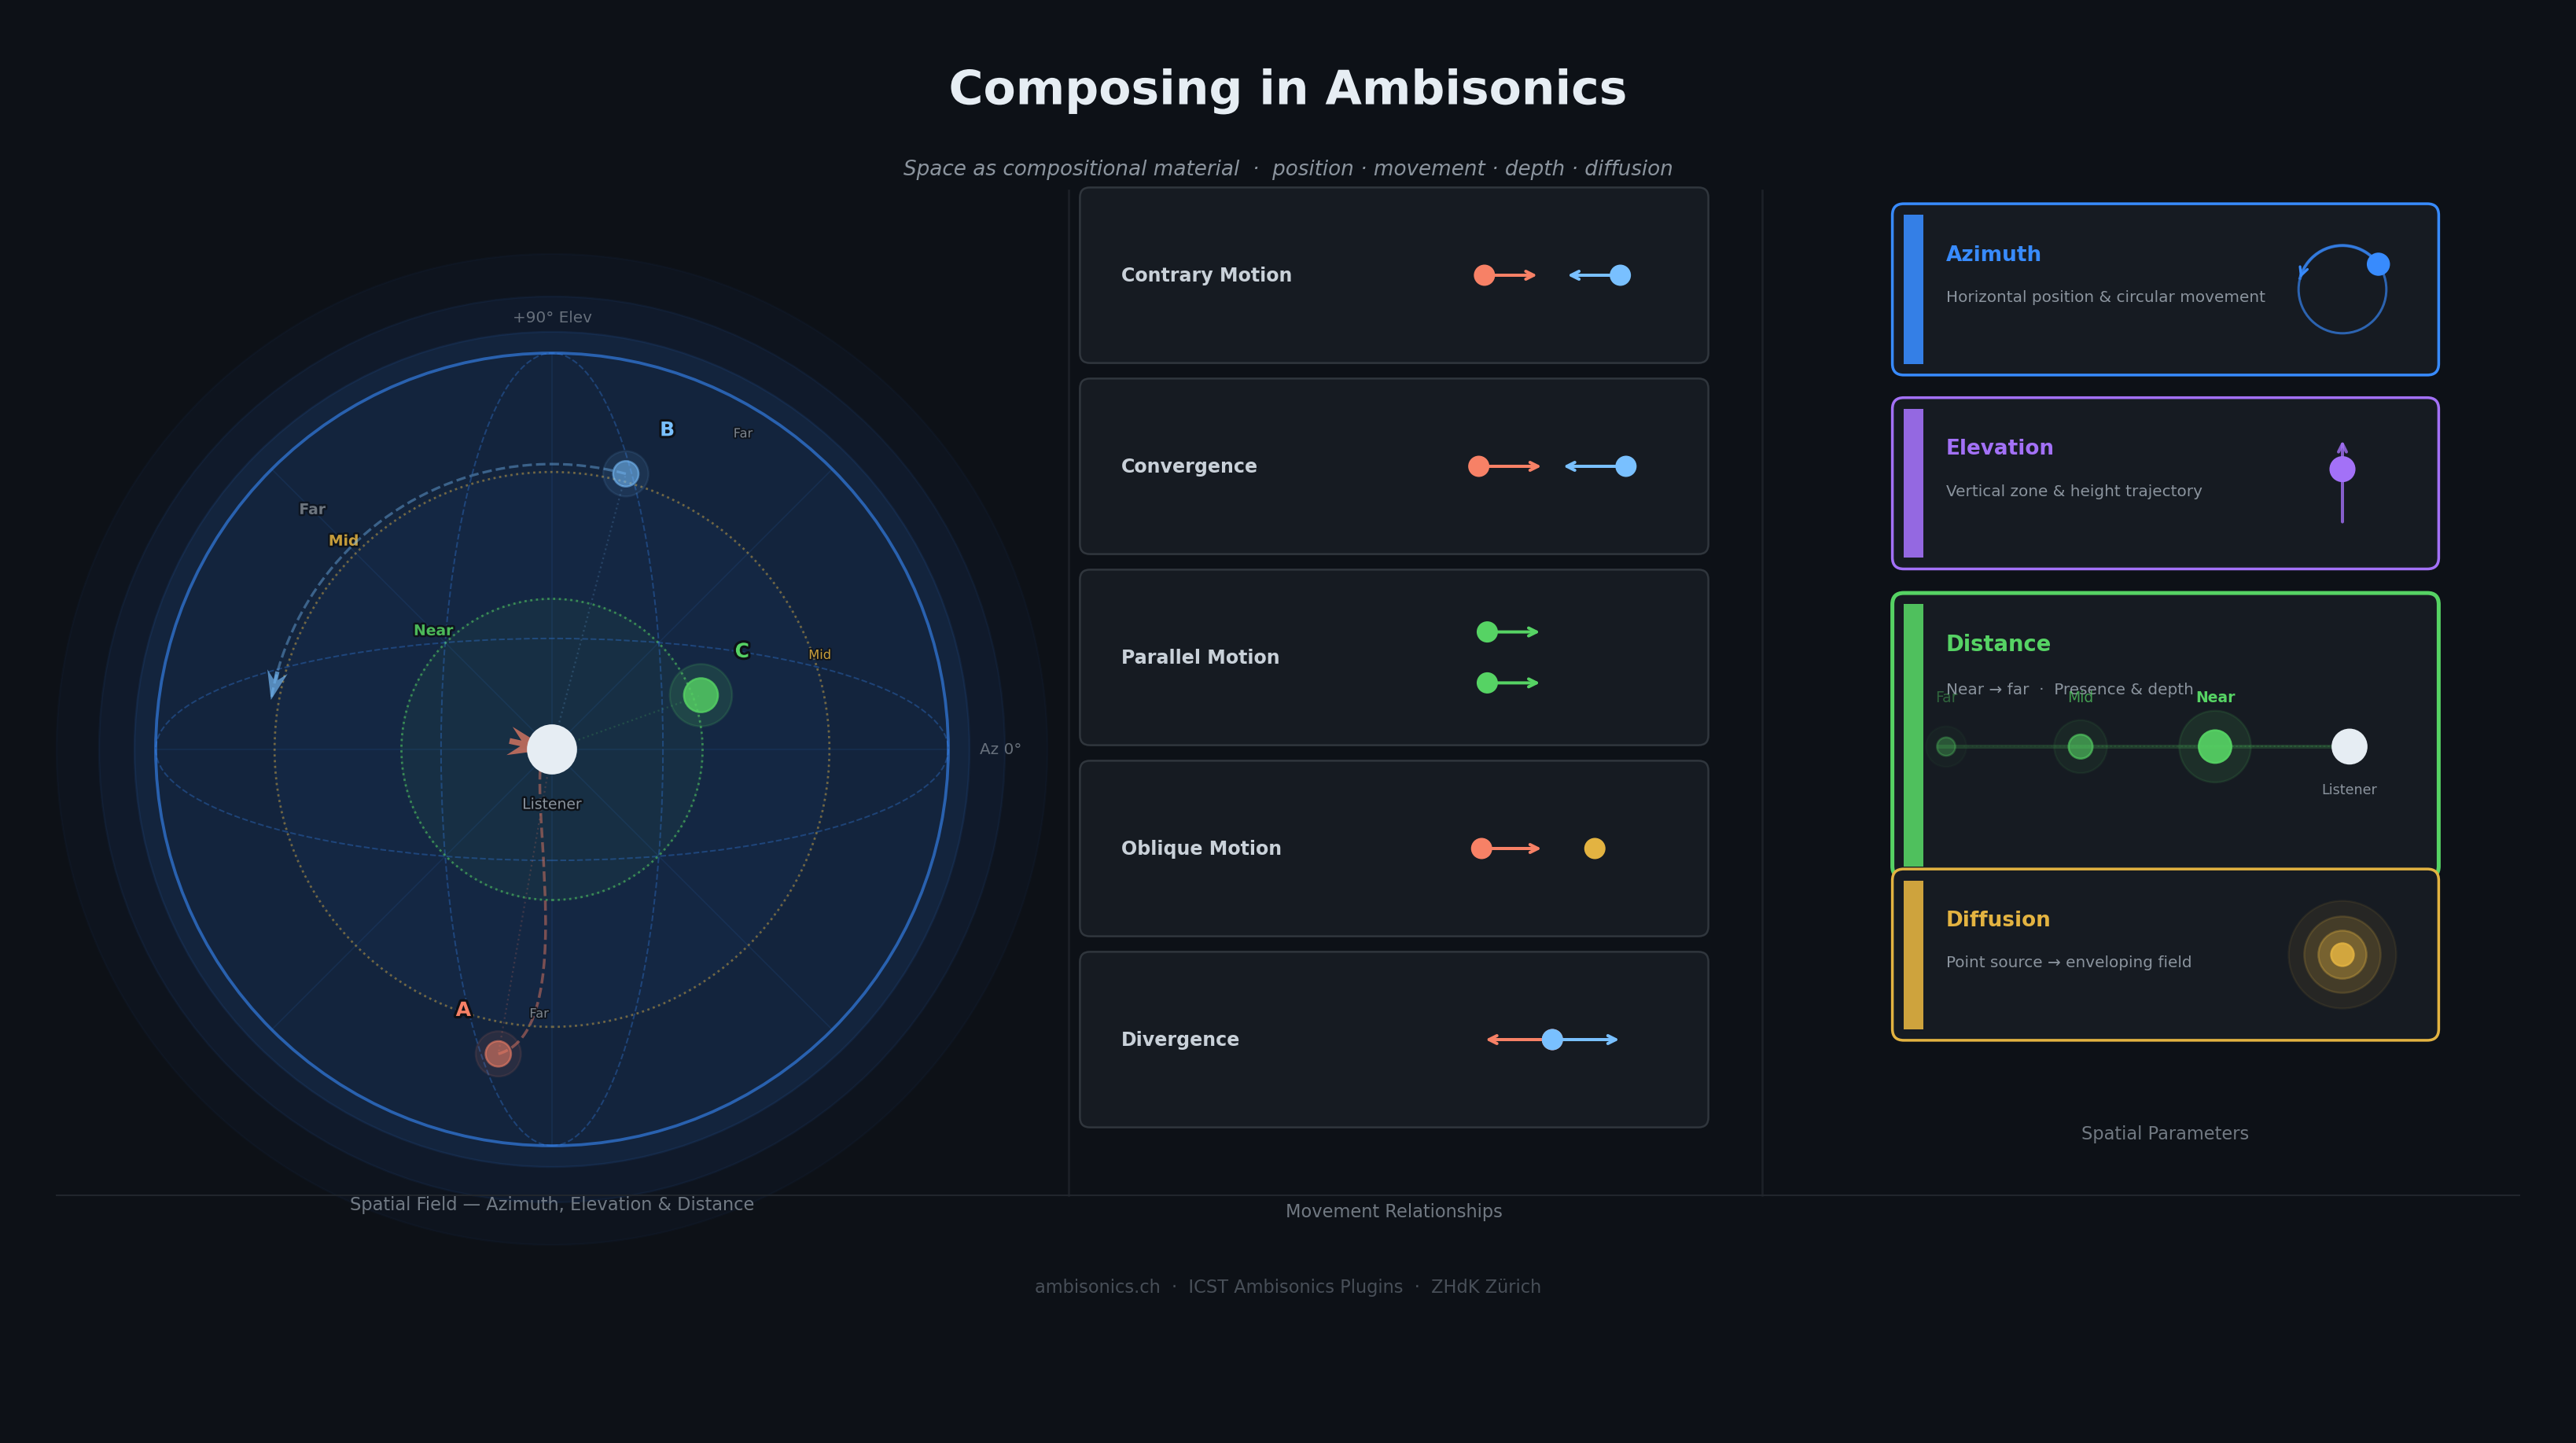 Composing in Ambisonics
Space as compositional material · position · movement · depth · diffusion
+90° Elev
B
Far
Far
Mid
Near
C
Mid
Az 0°
Listener
A
Far
Spatial Field — Azimuth, Elevation & Distance
Contrary Motion
Convergence
Parallel Motion
Oblique Motion
Divergence
Movement Relationships
Azimuth
Horizontal position & circular movement
Elevation
Vertical zone & height trajectory
Distance
Near → far · Presence & depth
Far
Mid
Near
Listener
Diffusion
Point source → enveloping field
Spatial Parameters
ambisonics.ch · ICST Ambisonics Plugins · ZHdK Zürich